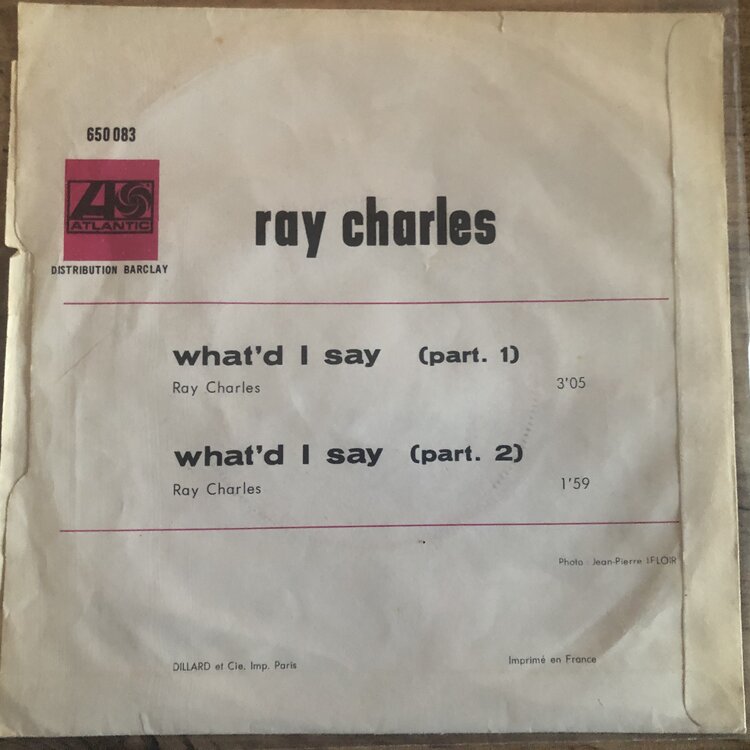 650 083
ATLANTIC
DISTRIBUTION BARCLAY
ray charles
what'd I say (part. 1)
Ray Charles 3'05
what'd I say (part. 2)
Ray Charles 1'59
Photo : Jean-Pierre LELOIR
DILLARD et Cie. Imp. Paris
Imprimé en France